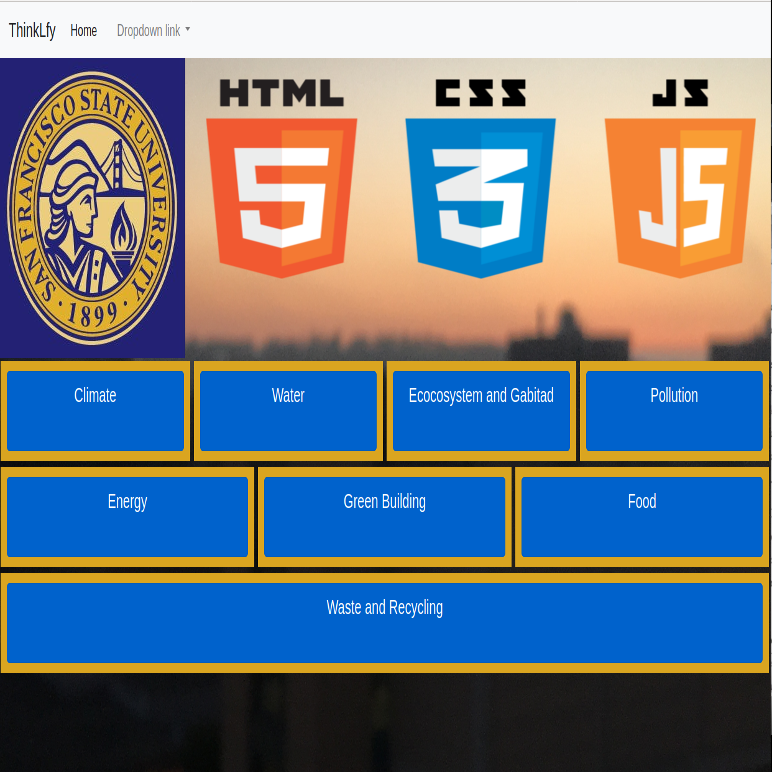 ThinkLfy Home Dropdown link
SAN FRANCISCO STATE UNIVERSITY
· 1899 ·
HTML CSS JS
5 3 JS
Climate Water Ecocosystem and Gabitad Pollution
Energy Green Building Food
Waste and Recycling